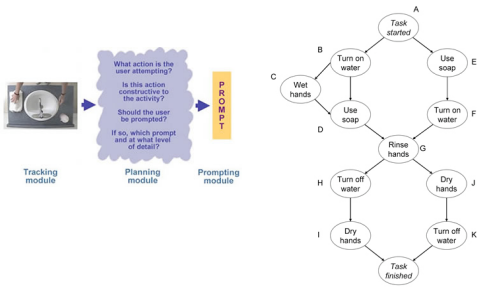 What action is the
user attempting?
Is this action
constructive to
the activity?
Should the user
be prompted?
If so, which prompt
and at what level
of detail?
P
R
O
M
P
T
Tracking
module
Planning
module
Prompting
module
A
Task
started
B
Turn on
water
Use
soap
E
C
Wet
hands
Use
soap
D
Turn on
water
F
Rinse
hands
G
H
Turn off
water
Dry
hands
J
I
Dry
hands
Turn off
water
K
Task
finished